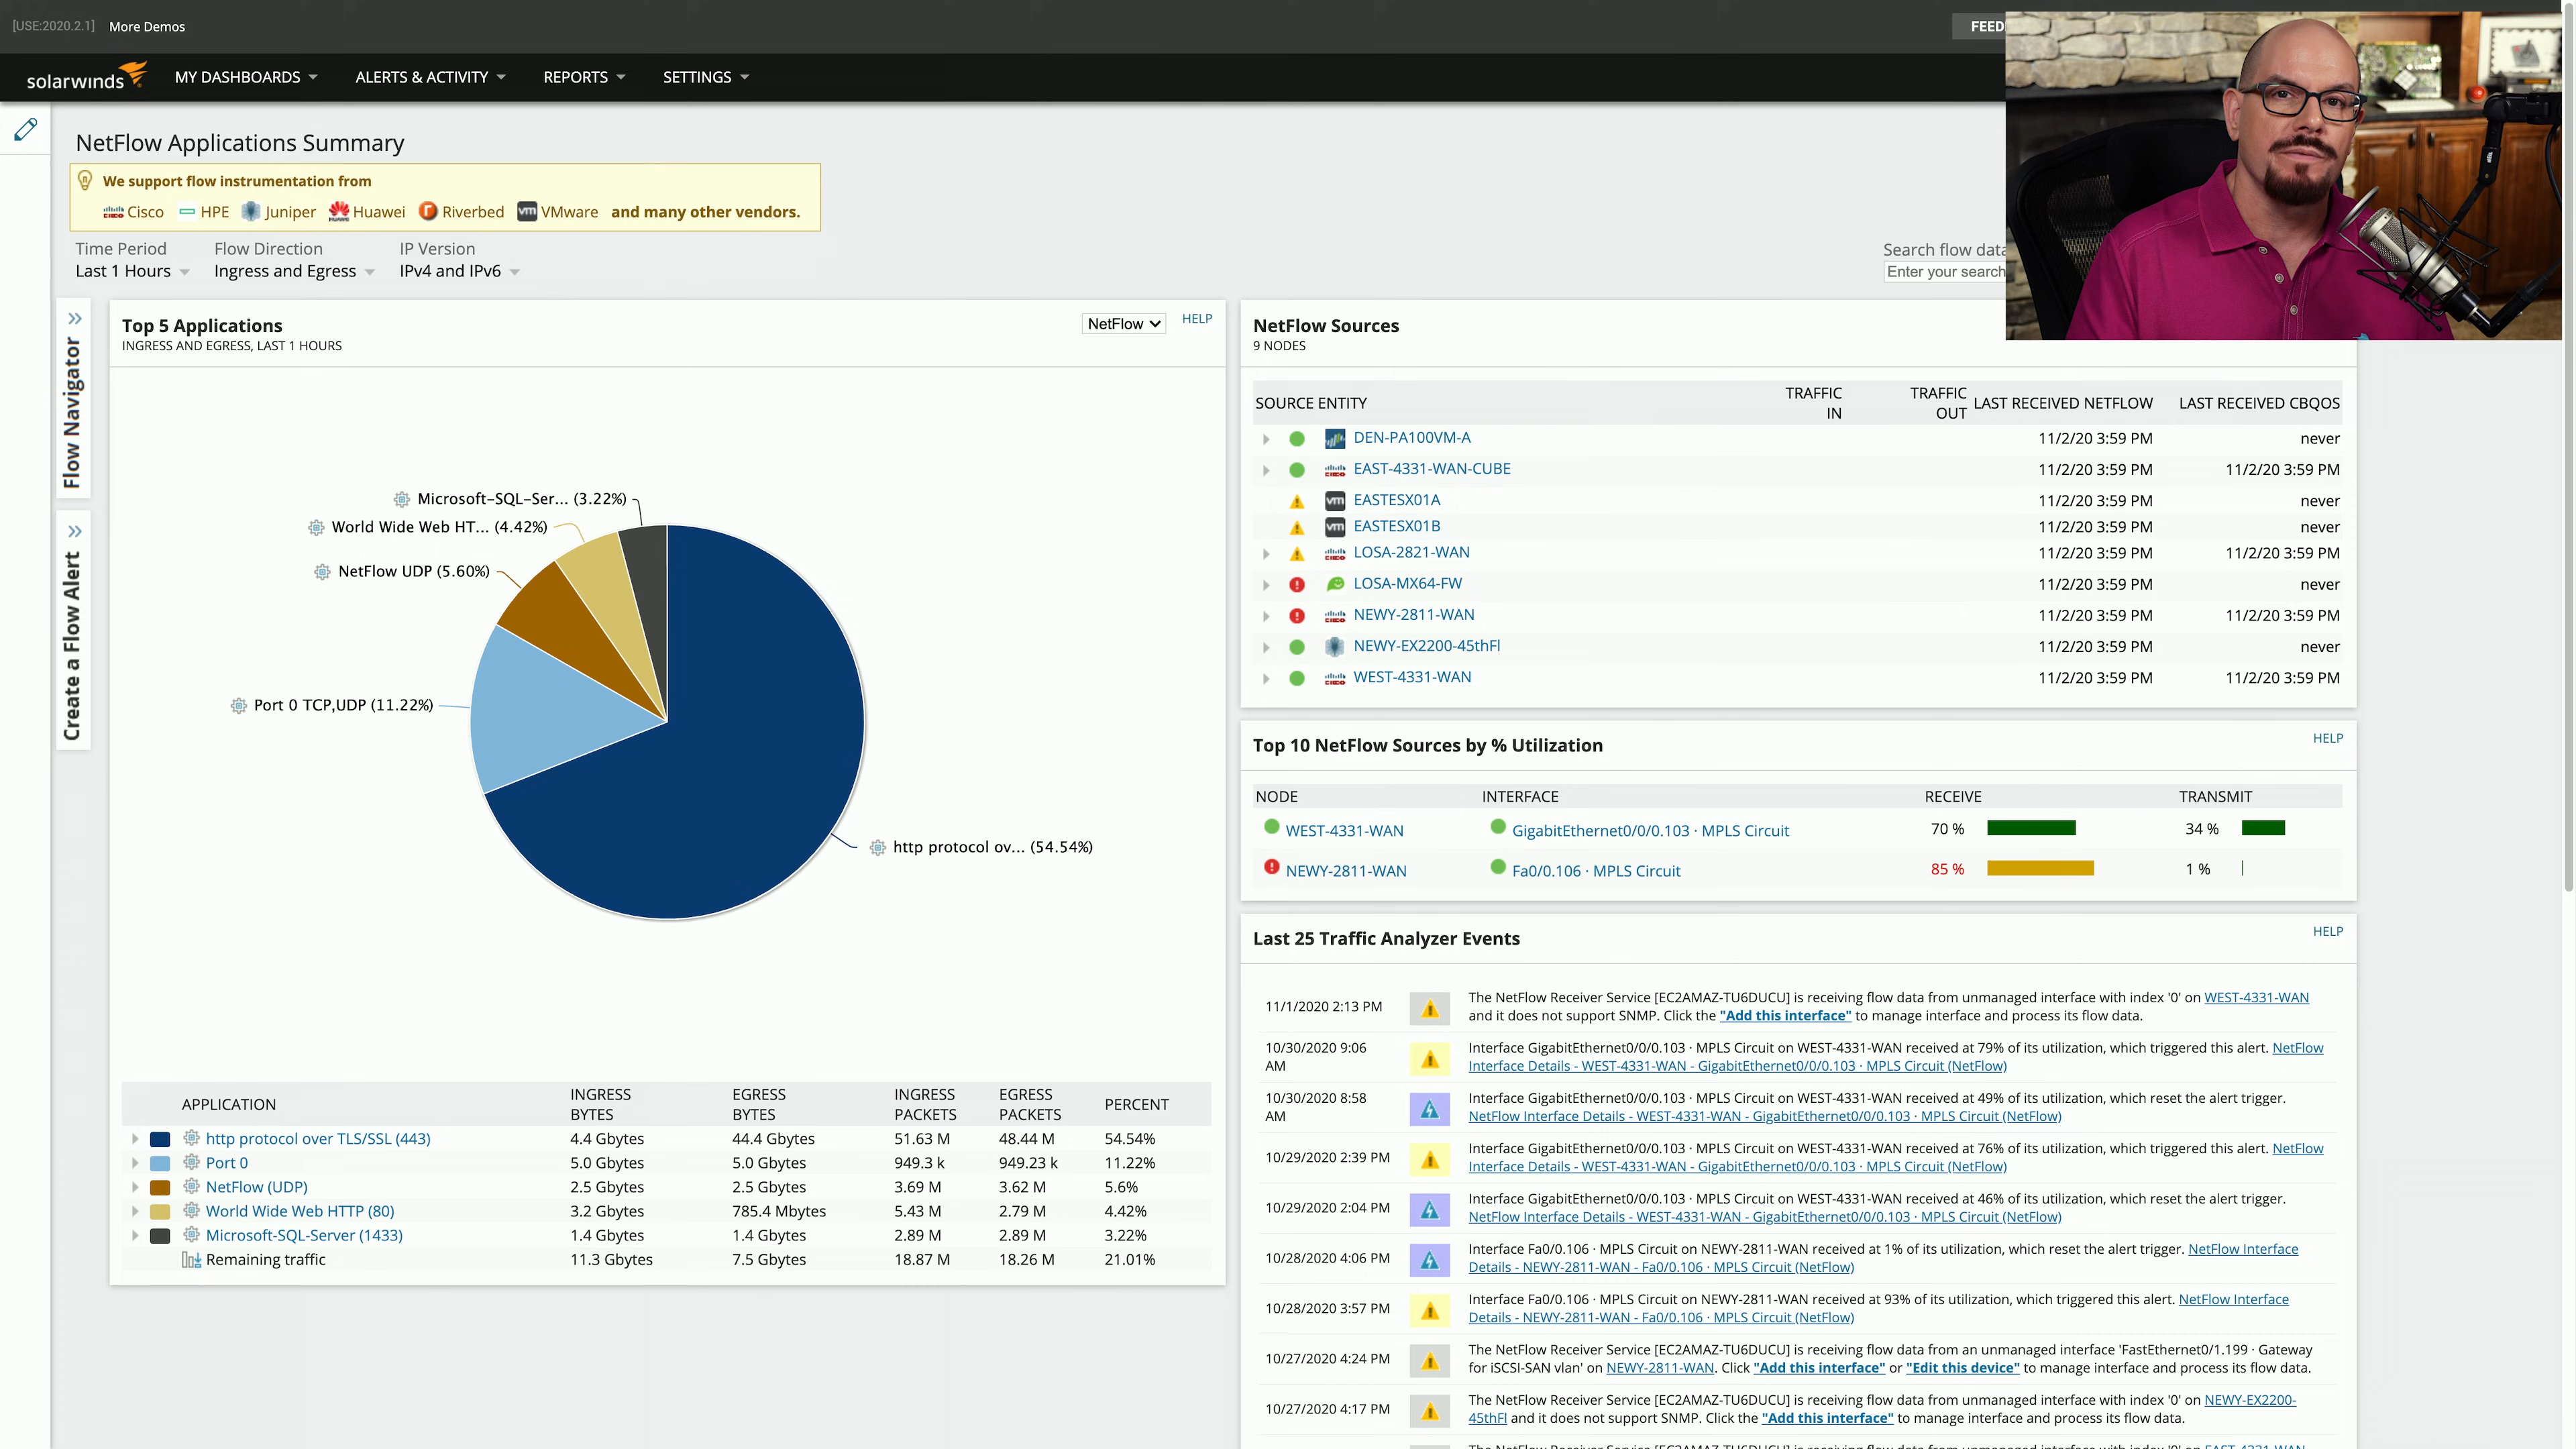 [USE:2020.2.1] More Demos
FEED
solarwinds MY DASHBOARDS ALERTS & ACTIVITY REPORTS SETTINGS
NetFlow Applications Summary
We support flow instrumentation from
Cisco HPE Juniper Huawei Riverbed VMware and many other vendors.
Time Period Flow Direction IP Version
Last 1 Hours Ingress and Egress IPv4 and IPv6
Search flow data
Enter your search
Flow Navigator
Create a Flow Alert
Top 5 Applications
INGRESS AND EGRESS, LAST 1 HOURS
NetFlow HELP
Microsoft-SQL-Ser... (3.22%)
World Wide Web HT... (4.42%)
NetFlow UDP (5.60%)
Port 0 TCP,UDP (11.22%)
http protocol ov... (54.54%)
APPLICATION INGRESS BYTES EGRESS BYTES INGRESS PACKETS EGRESS PACKETS PERCENT
http protocol over TLS/SSL (443) 4.4 Gbytes 44.4 Gbytes 51.63 M 48.44 M 54.54%
Port 0 5.0 Gbytes 5.0 Gbytes 949.3 k 949.23 k 11.22%
NetFlow (UDP) 2.5 Gbytes 2.5 Gbytes 3.69 M 3.62 M 5.6%
World Wide Web HTTP (80) 3.2 Gbytes 785.4 Mbytes 5.43 M 2.79 M 4.42%
Microsoft-SQL-Server (1433) 1.4 Gbytes 1.4 Gbytes 2.89 M 2.89 M 3.22%
Remaining traffic 11.3 Gbytes 7.5 Gbytes 18.87 M 18.26 M 21.01%
NetFlow Sources
9 NODES
SOURCE ENTITY TRAFFIC IN TRAFFIC OUT LAST RECEIVED NETFLOW LAST RECEIVED CBQOS
DEN-PA100VM-A 11/2/20 3:59 PM never
EAST-4331-WAN-CUBE 11/2/20 3:59 PM 11/2/20 3:59 PM
EASTESX01A 11/2/20 3:59 PM never
EASTESX01B 11/2/20 3:59 PM never
LOSA-2821-WAN 11/2/20 3:59 PM 11/2/20 3:59 PM
LOSA-MX64-FW 11/2/20 3:59 PM never
NEWY-2811-WAN 11/2/20 3:59 PM 11/2/20 3:59 PM
NEWY-EX2200-45thFl 11/2/20 3:59 PM never
WEST-4331-WAN 11/2/20 3:59 PM 11/2/20 3:59 PM
Top 10 NetFlow Sources by % Utilization HELP
NODE INTERFACE RECEIVE TRANSMIT
WEST-4331-WAN GigabitEthernet0/0/0.103 · MPLS Circuit 70 % 34 %
NEWY-2811-WAN Fa0/0.106 · MPLS Circuit 85 % 1 %
Last 25 Traffic Analyzer Events HELP
11/1/2020 2:13 PM The NetFlow Receiver Service [EC2AMAZ-TU6DUCU] is receiving flow data from unmanaged interface with index '0' on WEST-4331-WAN
and it does not support SNMP. Click the "Add this interface" to manage interface and process its flow data.
10/30/2020 9:06 AM Interface GigabitEthernet0/0/0.103 · MPLS Circuit on WEST-4331-WAN received at 79% of its utilization, which triggered this alert. NetFlow
Interface Details - WEST-4331-WAN - GigabitEthernet0/0/0.103 · MPLS Circuit (NetFlow)
10/30/2020 8:58 AM Interface GigabitEthernet0/0/0.103 · MPLS Circuit on WEST-4331-WAN received at 49% of its utilization, which reset the alert trigger.
NetFlow Interface Details - WEST-4331-WAN - GigabitEthernet0/0/0.103 · MPLS Circuit (NetFlow)
10/29/2020 2:39 PM Interface GigabitEthernet0/0/0.103 · MPLS Circuit on WEST-4331-WAN received at 76% of its utilization, which triggered this alert. NetFlow
Interface Details - WEST-4331-WAN - GigabitEthernet0/0/0.103 · MPLS Circuit (NetFlow)
10/29/2020 2:04 PM Interface GigabitEthernet0/0/0.103 · MPLS Circuit on WEST-4331-WAN received at 46% of its utilization, which reset the alert trigger.
NetFlow Interface Details - WEST-4331-WAN - GigabitEthernet0/0/0.103 · MPLS Circuit (NetFlow)
10/28/2020 4:06 PM Interface Fa0/0.106 · MPLS Circuit on NEWY-2811-WAN received at 1% of its utilization, which reset the alert trigger. NetFlow Interface
Details - NEWY-2811-WAN - Fa0/0.106 · MPLS Circuit (NetFlow)
10/28/2020 3:57 PM Interface Fa0/0.106 · MPLS Circuit on NEWY-2811-WAN received at 93% of its utilization, which triggered this alert. NetFlow Interface
Details - NEWY-2811-WAN - Fa0/0.106 · MPLS Circuit (NetFlow)
10/27/2020 4:24 PM The NetFlow Receiver Service [EC2AMAZ-TU6DUCU] is receiving flow data from an unmanaged interface 'FastEthernet0/1.199 · Gateway
for iSCSI-SAN vlan' on NEWY-2811-WAN. Click "Add this interface" or "Edit this device" to manage interface and process its flow data.
10/27/2020 4:17 PM The NetFlow Receiver Service [EC2AMAZ-TU6DUCU] is receiving flow data from unmanaged interface with index '0' on NEWY-EX2200-
45thFl and it does not support SNMP. Click the "Add this interface" to manage interface and process its flow data.